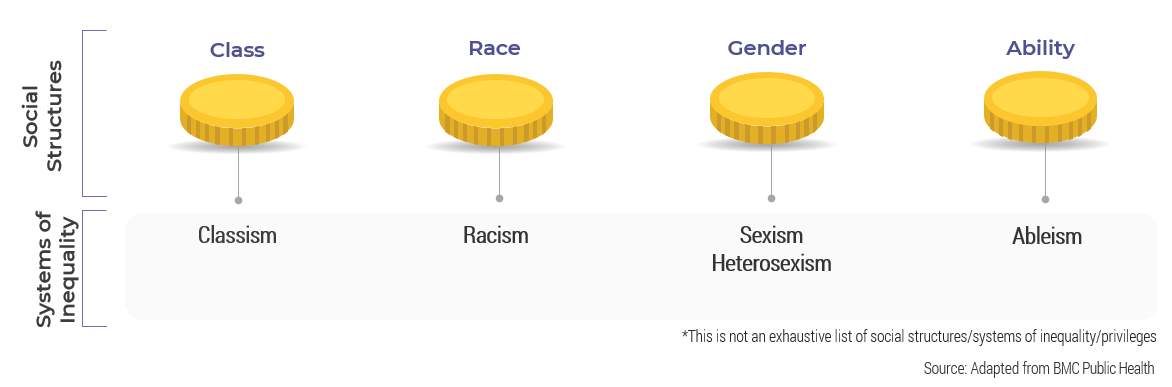 Social
Structures
Class
Race
Gender
Ability
Systems of
Inequality
Classism
Racism
Sexism
Heterosexism
Ableism
*This is not an exhaustive list of social structures/systems of inequality/privileges
Source: Adapted from BMC Public Health